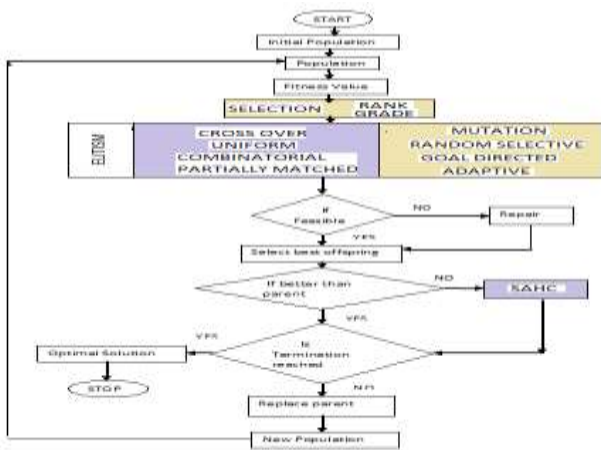 START
Initial Population
Population
Fitness Value
SELECTION RANK
GRADE
ELITISM
CROSS OVER
UNIFORM
COMBINATORIAL
PARTIALLY MATCHED
MUTATION
RANDOM SELECTIVE
GOAL DIRECTED
ADAPTIVE
If
Feasible
NO
Repair
YES
Select best offspring
If better than
parent
NO
SAHC
YES
Is
Termination
reached
YES
Optimal Solution
STOP
NO
Replace parent
New Population